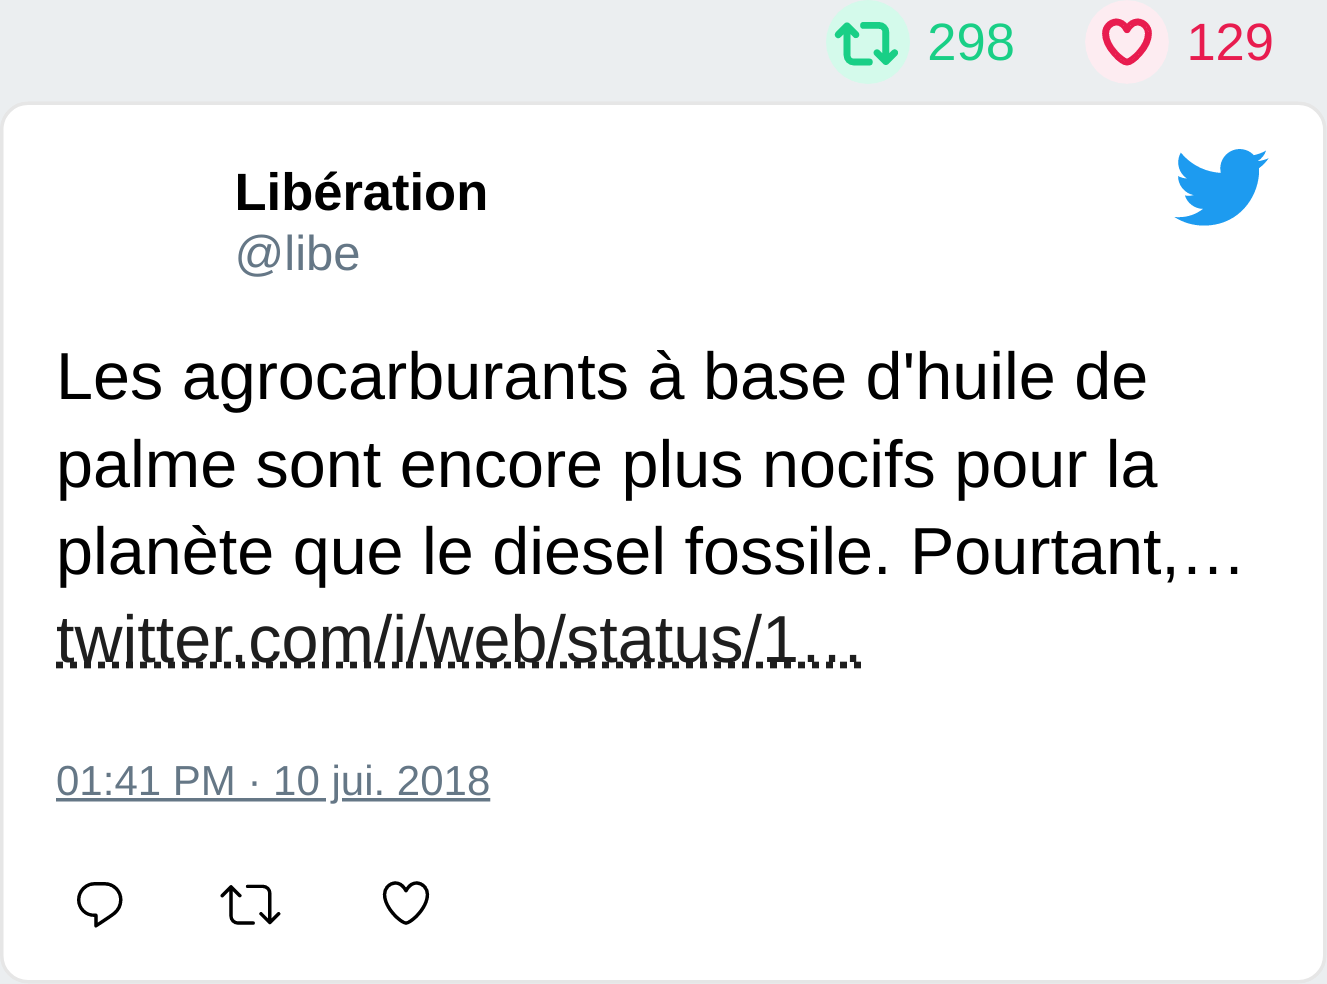 298 129
Libération
@libe
Les agrocarburants à base d'huile de
palme sont encore plus nocifs pour la
planète que le diesel fossile. Pourtant,…
twitter.com/i/web/status/1…
01:41 PM · 10 jui. 2018